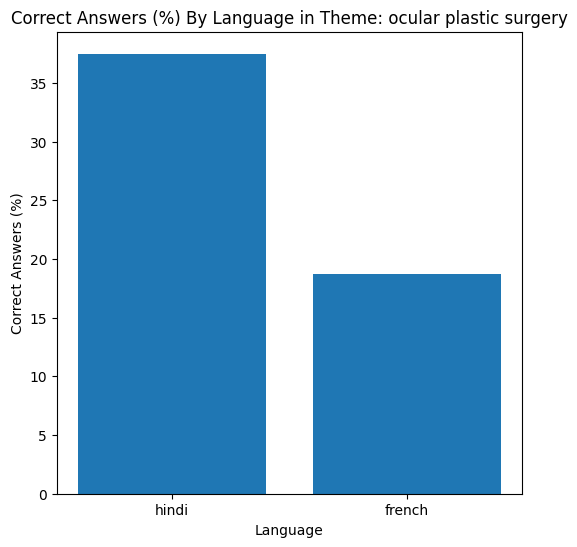 Correct Answers (%) By Language in Theme: ocular plastic surgery
Correct Answers (%)
35
30
25
20
15
10
5
0
hindi french
Language